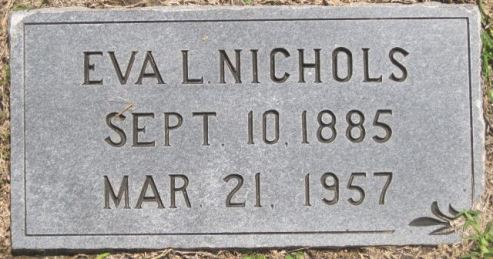 EVA L. NICHOLS
SEPT. 10, 1885
MAR. 21, 1957